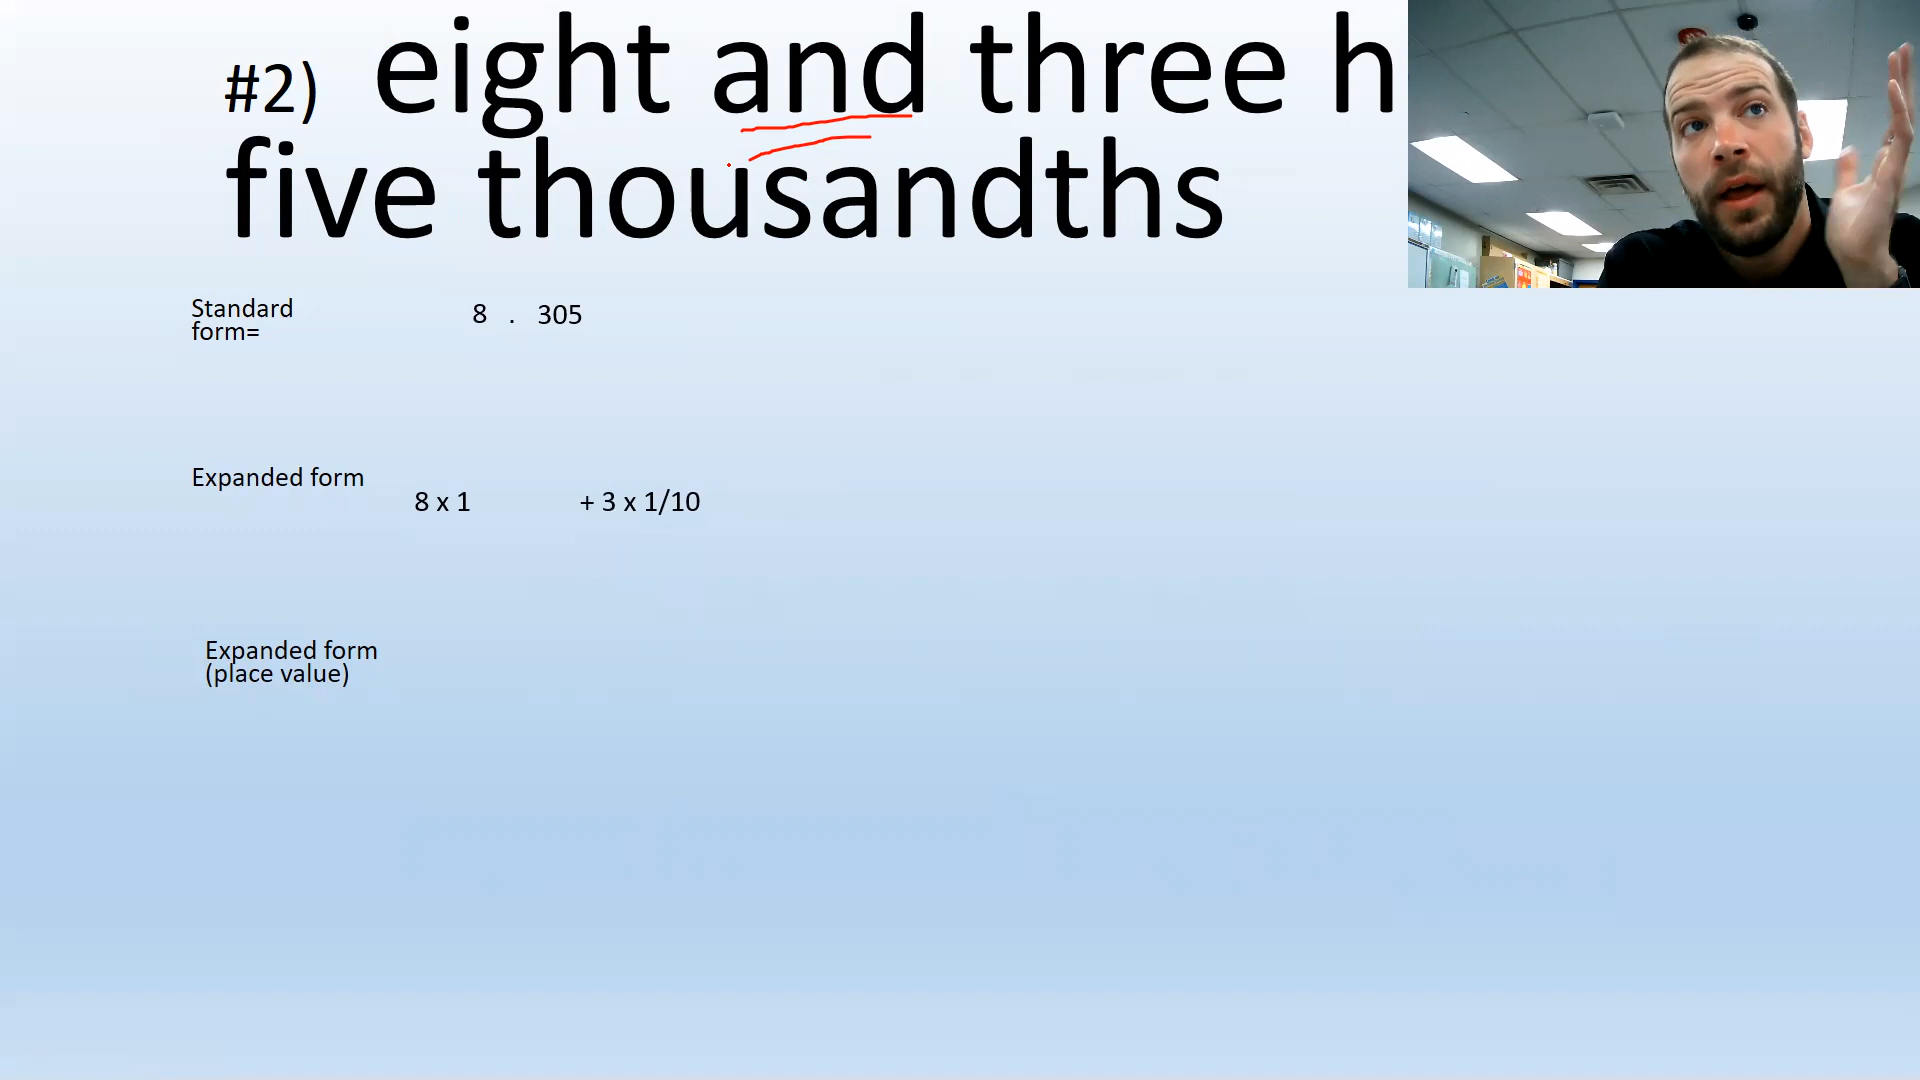 #2) eight and three h
five thousandths
Standard
form=
8 . 305
Expanded form
8 x 1 + 3 x 1/10
Expanded form
(place value)